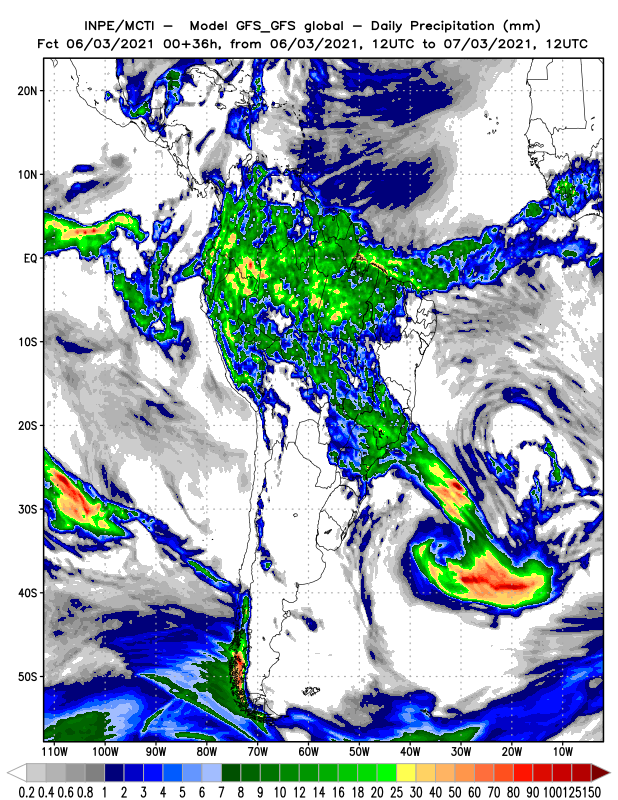 INPE/MCTI – Model GFS_GFS global – Daily Precipitation (mm)
Fct 06/03/2021 00+36h, from 06/03/2021, 12UTC to 07/03/2021, 12UTC
20N
10N
EQ
10S
20S
30S
40S
50S
110W 100W 90W 80W 70W 60W 50W 40W 30W 20W 10W
0.2 0.4 0.6 0.8 1 2 3 4 5 6 7 8 9 10 12 14 16 18 20 25 30 40 50 60 70 80 90 100 125 150